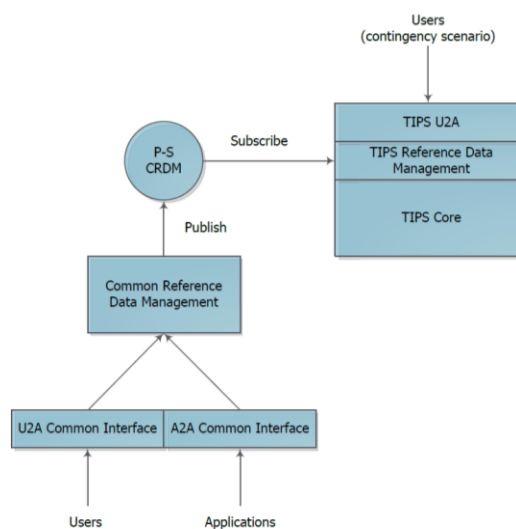 Users
(contingency scenario)
TIPS U2A
P-S
CRDM
Subscribe
TIPS Reference Data
Management
TIPS Core
Publish
Common Reference
Data Management
U2A Common Interface
A2A Common Interface
Users
Applications